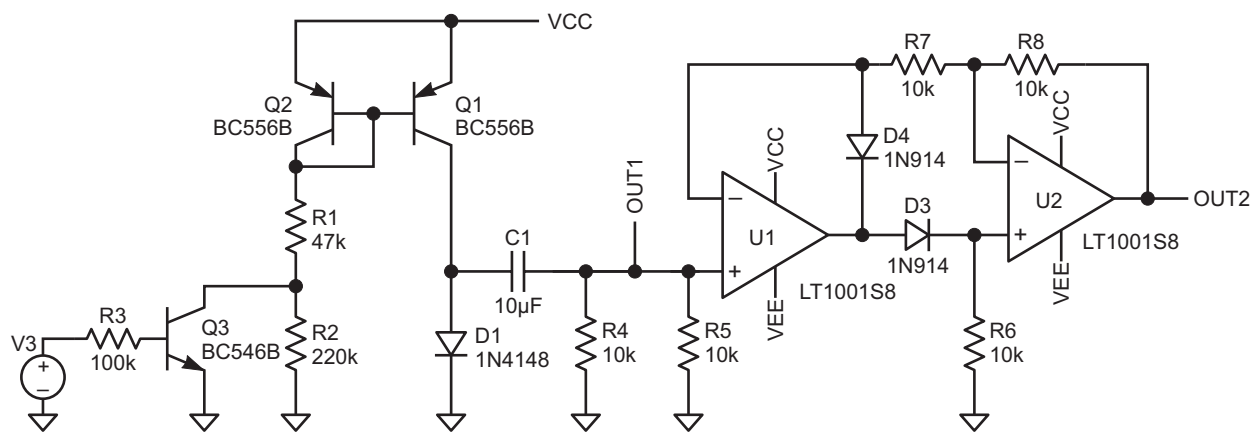 VCC
Q2
BC556B
Q1
BC556B
R1
47k
R3
100k
V3
+
−
Q3
BC546B
R2
220k
D1
1N4148
C1
10µF
OUT1
R4
10k
R5
10k
−
+
U1
VCC
VEE
LT1001S8
D4
1N914
D3
1N914
R7
10k
R8
10k
R6
10k
−
+
U2
VCC
VEE
LT1001S8
OUT2